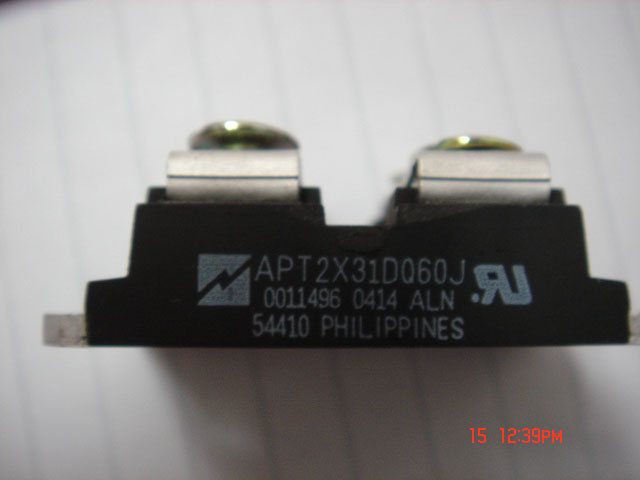 APT2X31DQ60J
0011496 0414 ALN
54410 PHILIPPINES
15 12:39PM